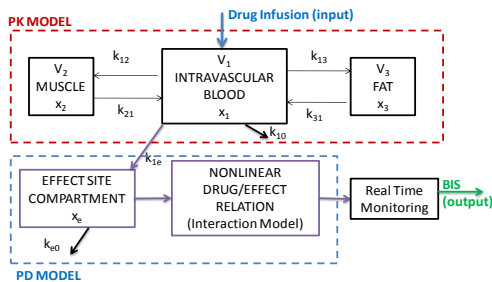 PK MODEL
Drug Infusion (input)
V2
MUSCLE
x2
k12
k21
V1
INTRAVASCULAR
BLOOD
x1
k13
k31
V3
FAT
x3
k10
k1e
EFFECT SITE
COMPARTMENT
xe
NONLINEAR
DRUG/EFFECT
RELATION
(Interaction Model)
Real Time
Monitoring
BIS
(output)
ke0
PD MODEL